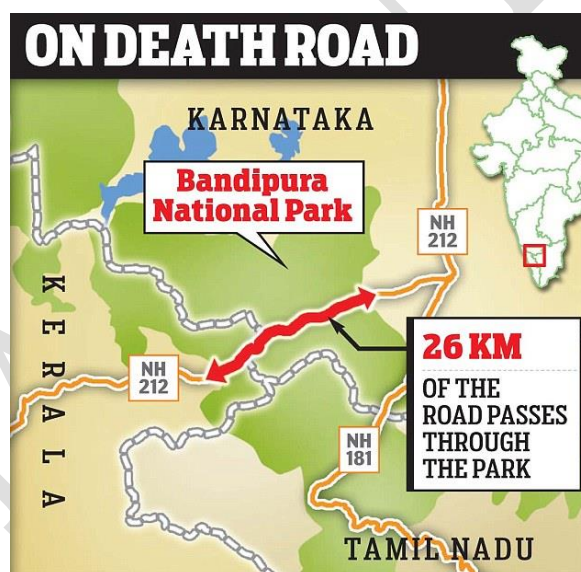 ON DEATH ROAD
KARNATAKA
Bandipura
National Park
NH
212
KERALA
NH
212
26 KM
OF THE
ROAD PASSES
THROUGH
THE PARK
NH
181
TAMIL NADU